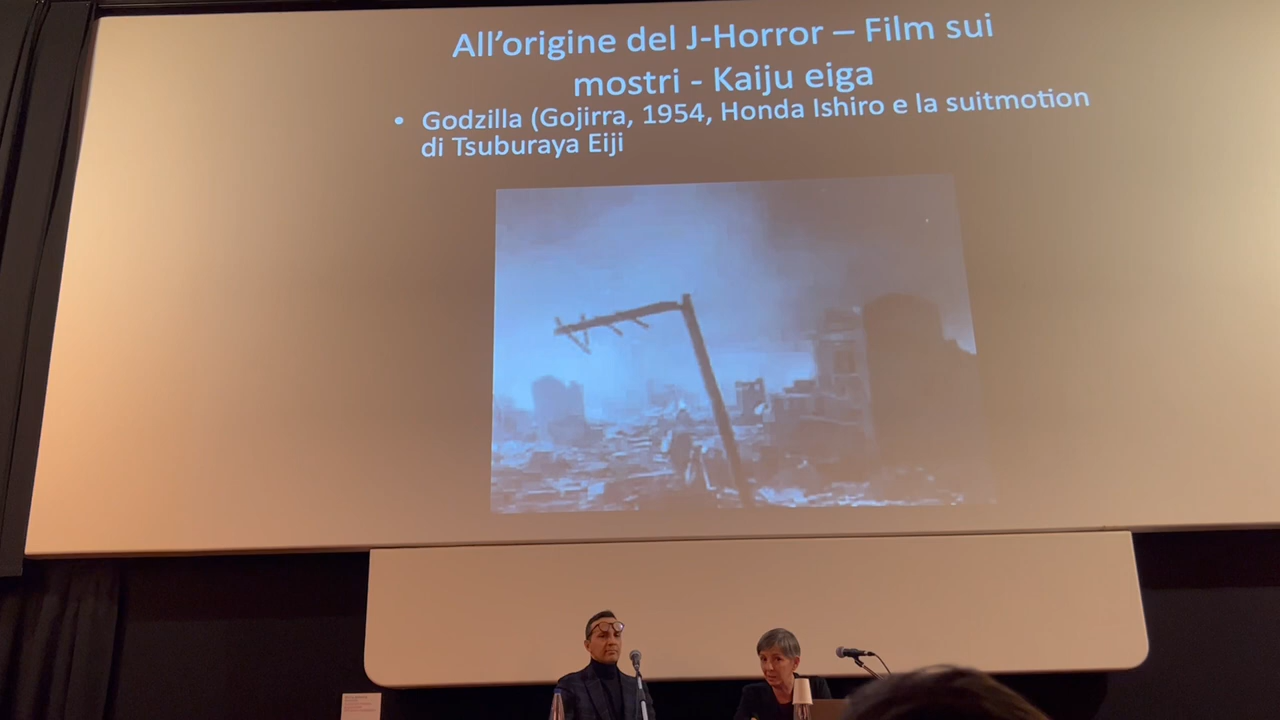 All’origine del J-Horror – Film sui
mostri - Kaiju eiga
• Godzilla (Gojirra, 1954, Honda Ishiro e la suitmotion
di Tsuburaya Eiji